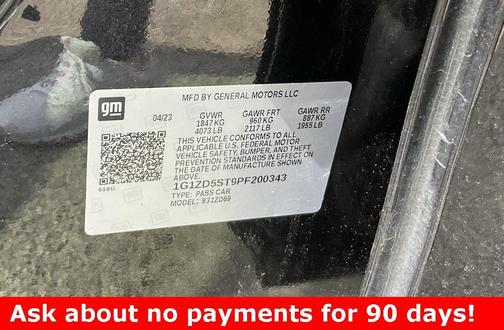 gm
MFD BY GENERAL MOTORS LLC
04/23 GVWR GAWR FRT GAWR RR
1847 KG 960 KG 887 KG
4073 LB 2117 LB 1955 LB
THIS VEHICLE CONFORMS TO ALL
APPLICABLE U.S. FEDERAL MOTOR
VEHICLE SAFETY, BUMPER, AND THEFT
PREVENTION STANDARDS IN EFFECT ON
THE DATE OF MANUFACTURE SHOWN
ABOVE.
618G
1G1ZD5ST9PF200343
TYPE: PASS CAR
MODEL: 931ZD69
Ask about no payments for 90 days!